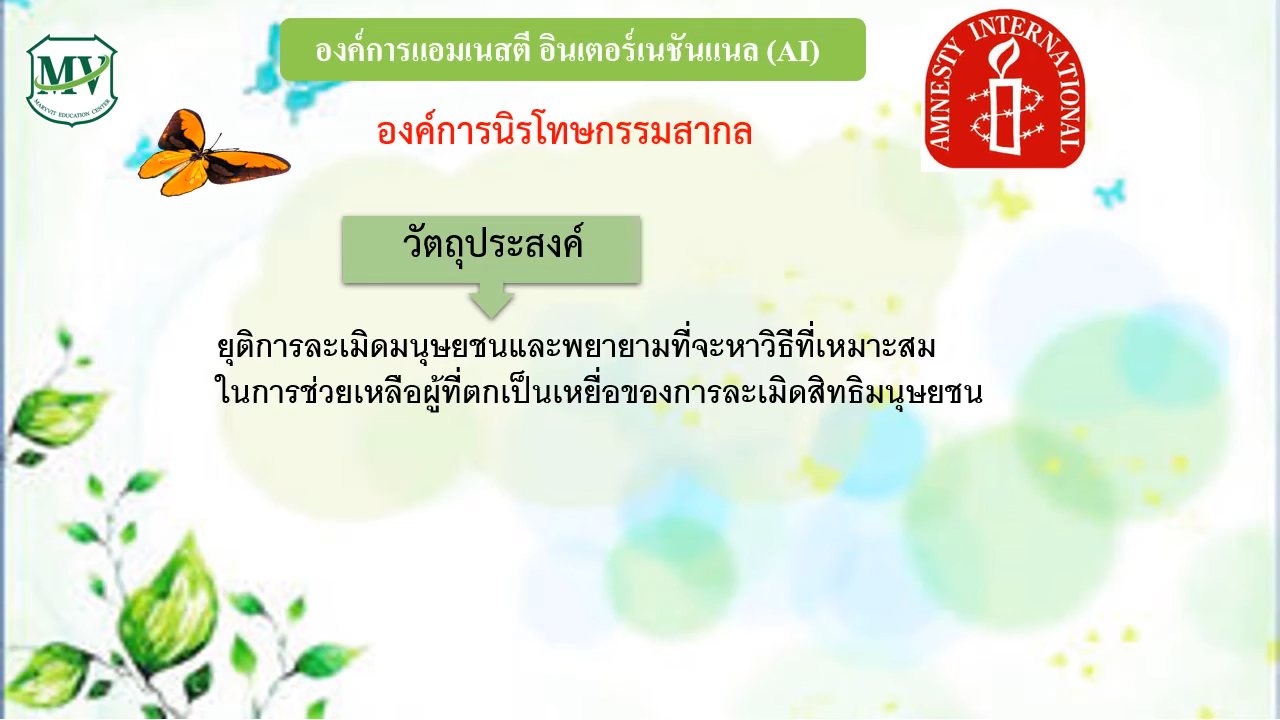 องค์การแอมเนสตี อินเตอร์เนชันแนล (AI)
AMNESTY INTERNATIONAL
MV
MARYVIT EDUCATION CENTER
องค์การนิรโทษกรรมสากล
วัตถุประสงค์
ยุติการละเมิดมนุษยชนและพยายามที่จะหาวิธีที่เหมาะสม
ในการช่วยเหลือผู้ที่ตกเป็นเหยื่อของการละเมิดสิทธิมนุษยชน